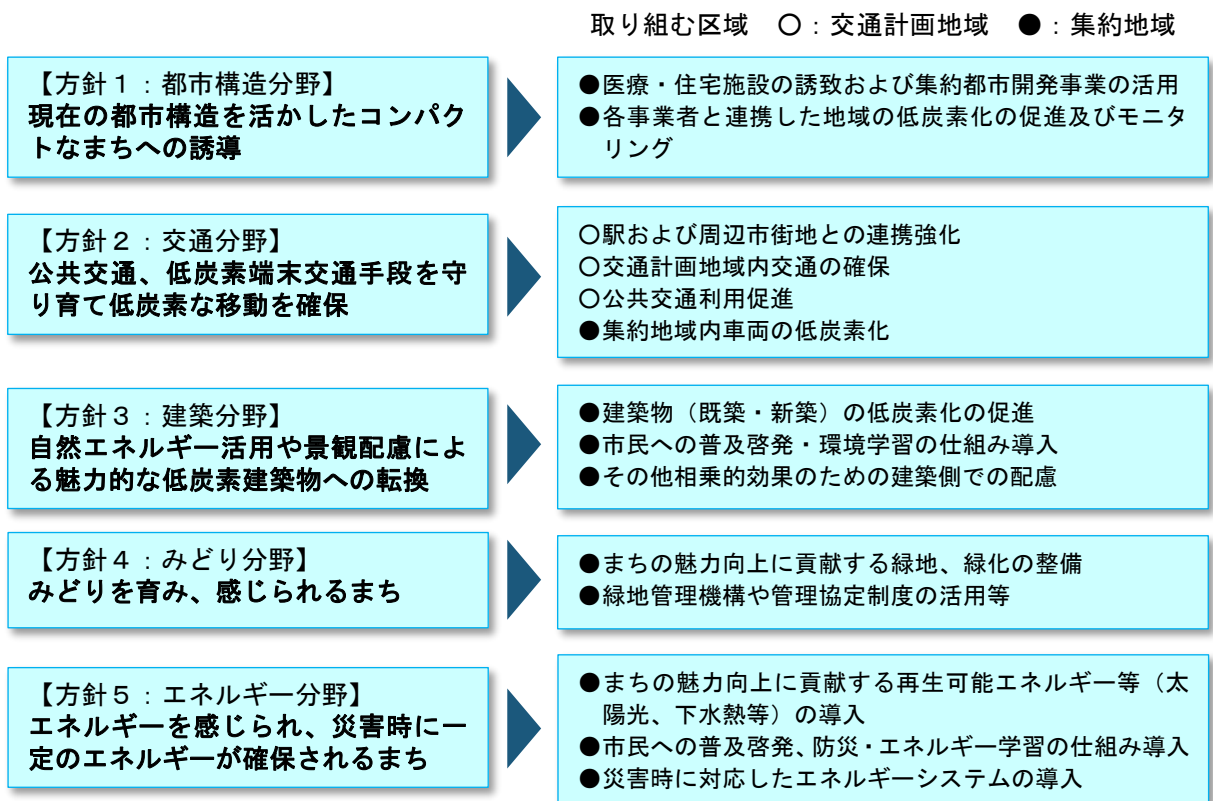 取り組む区域　○：交通計画地域　●：集約地域
【方針１：都市構造分野】
現在の都市構造を活かしたコンパク
トなまちへの誘導
●医療・住宅施設の誘致および集約都市開発事業の活用
●各事業者と連携した地域の低炭素化の促進及びモニタ
リング
【方針２：交通分野】
公共交通、低炭素端末交通手段を守
り育て低炭素な移動を確保
○駅および周辺市街地との連携強化
○交通計画地域内交通の確保
○公共交通利用促進
●集約地域内車両の低炭素化
【方針３：建築分野】
自然エネルギー活用や景観配慮によ
る魅力的な低炭素建築物への転換
●建築物（既築・新築）の低炭素化の促進
●市民への普及啓発・環境学習の仕組み導入
●その他相乗的効果のための建築側での配慮
【方針４：みどり分野】
みどりを育み、感じられるまち
●まちの魅力向上に貢献する緑地、緑化の整備
●緑地管理機構や管理協定制度の活用等
【方針５：エネルギー分野】
エネルギーを感じられ、災害時に一
定のエネルギーが確保されるまち
●まちの魅力向上に貢献する再生可能エネルギー等（太
陽光、下水熱等）の導入
●市民への普及啓発、防災・エネルギー学習の仕組み導入
●災害時に対応したエネルギーシステムの導入